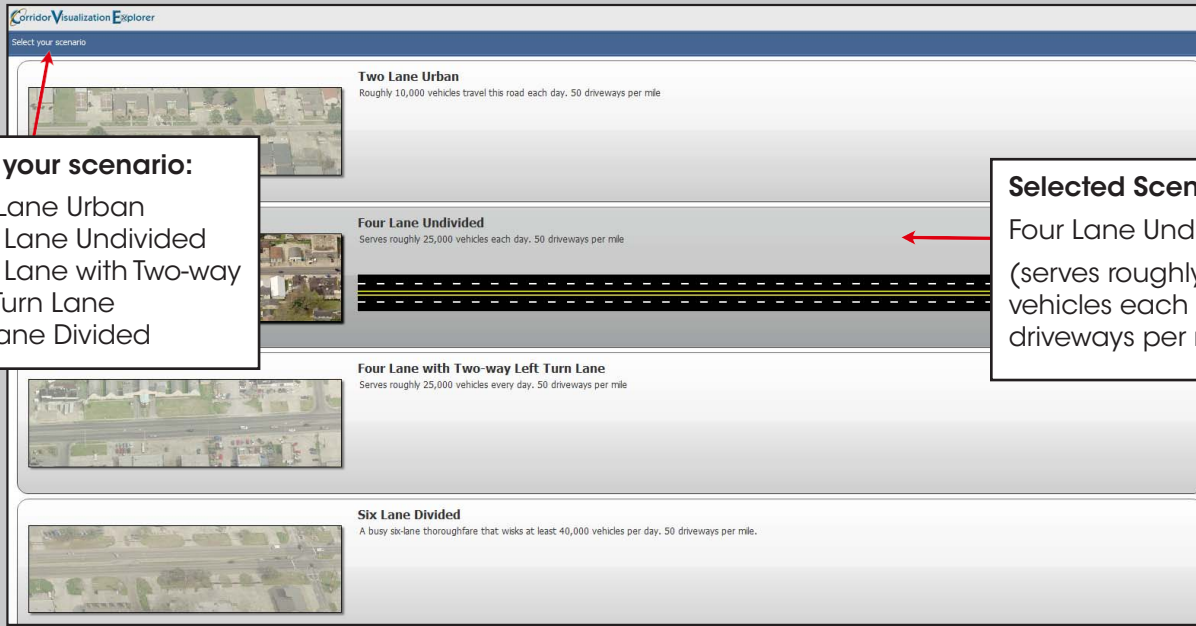 Corridor Visualization Explorer
Select your scenario
Two Lane Urban
Roughly 10,000 vehicles travel this road each day. 50 driveways per mile
your scenario:
Lane Urban
Lane Undivided
Lane with Two-way
Turn Lane
Lane Divided
Four Lane Undivided
Serves roughly 25,000 vehicles each day. 50 driveways per mile
Selected
Four Lane
(serves roughly
vehicles each
driveways per
Four Lane with Two-way Left Turn Lane
Serves roughly 25,000 vehicles every day. 50 driveways per mile
Six Lane Divided
A busy six-lane thoroughfare that wisks at least 40,000 vehicles per day. 50 driveways per mile.